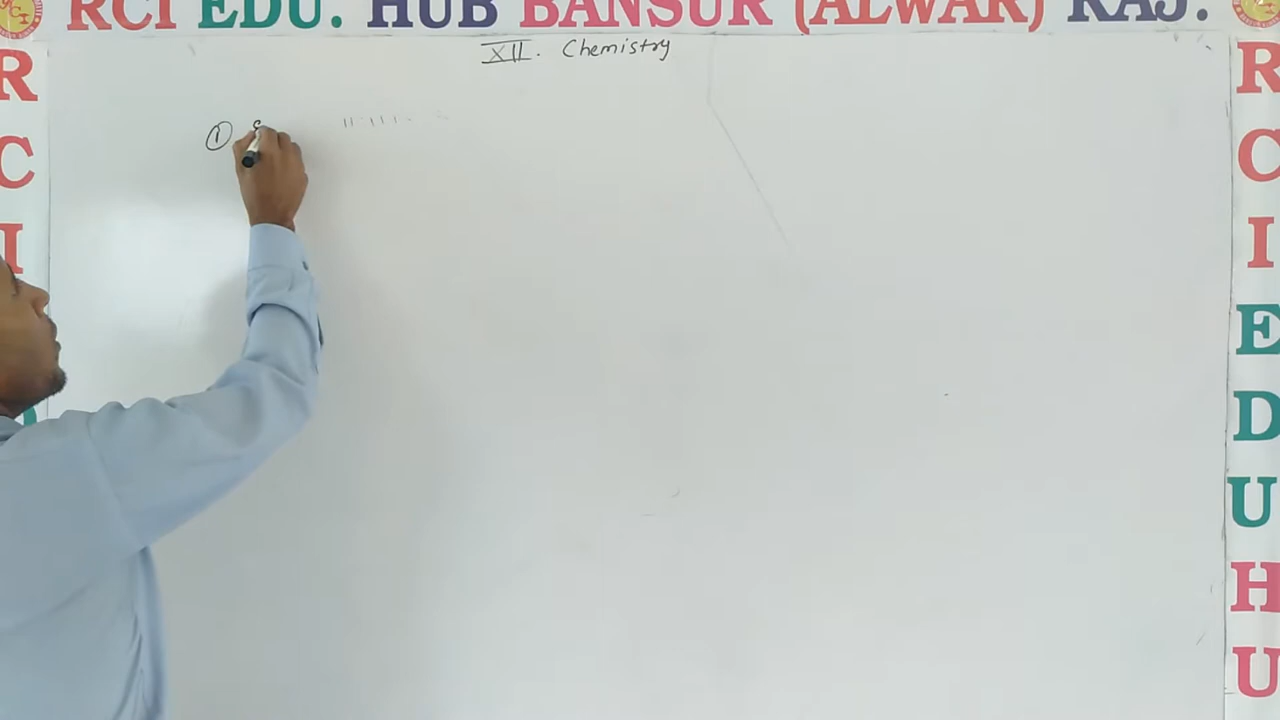 RCI EDU. HUB BANSUR (ALWAR) RAJ.
XII. Chemistry
①
R
C
I
R
C
I
E
D
U
H
U